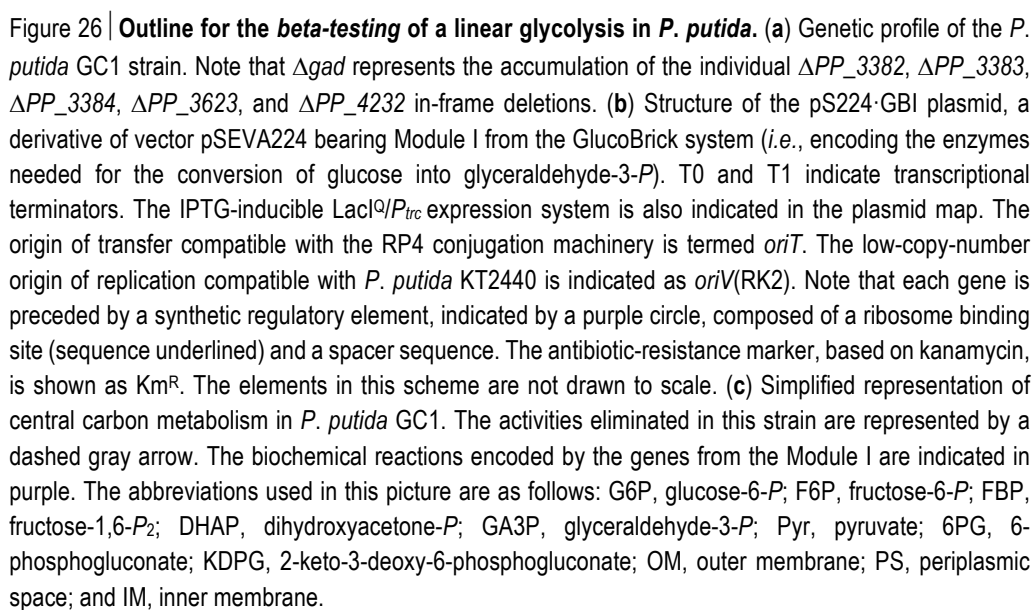 Figure 26 | Outline for the beta-testing of a linear glycolysis in P. putida. (a) Genetic profile of the P.
putida GC1 strain. Note that Δgad represents the accumulation of the individual ΔPP_3382, ΔPP_3383,
ΔPP_3384, ΔPP_3623, and ΔPP_4232 in-frame deletions. (b) Structure of the pS224·GBI plasmid, a
derivative of vector pSEVA224 bearing Module I from the GlucoBrick system (i.e., encoding the enzymes
needed for the conversion of glucose into glyceraldehyde-3-P). T0 and T1 indicate transcriptional
terminators. The IPTG-inducible LacIQ/Ptrc expression system is also indicated in the plasmid map. The
origin of transfer compatible with the RP4 conjugation machinery is termed oriT. The low-copy-number
origin of replication compatible with P. putida KT2440 is indicated as oriV(RK2). Note that each gene is
preceded by a synthetic regulatory element, indicated by a purple circle, composed of a ribosome binding
site (sequence underlined) and a spacer sequence. The antibiotic-resistance marker, based on kanamycin,
is shown as KmR. The elements in this scheme are not drawn to scale. (c) Simplified representation of
central carbon metabolism in P. putida GC1. The activities eliminated in this strain are represented by a
dashed gray arrow. The biochemical reactions encoded by the genes from the Module I are indicated in
purple. The abbreviations used in this picture are as follows: G6P, glucose-6-P; F6P, fructose-6-P; FBP,
fructose-1,6-P2; DHAP, dihydroxyacetone-P; GA3P, glyceraldehyde-3-P; Pyr, pyruvate; 6PG, 6-
phosphogluconate; KDPG, 2-keto-3-deoxy-6-phosphogluconate; OM, outer membrane; PS, periplasmic
space; and IM, inner membrane.